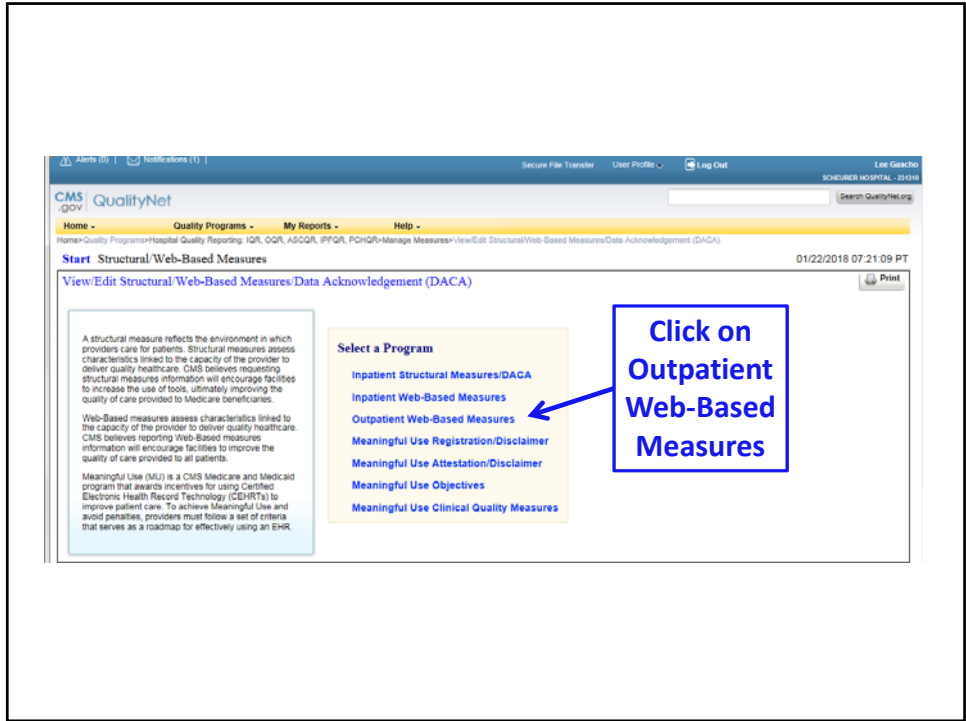 Alerts (0) | Notifications (1) |
Secure File Transfer User Profile Log Out Lee Gascho
SCHEURER HOSPITAL - 231310
CMS .gov QualityNet
Search QualityNet.org
Home - Quality Programs - My Reports - Help -
Home>Quality Programs>Hospital Quality Reporting: IQR, OQR, ASCQR, IPFQR, PCHQR>Manage Measures>View/Edit Structural/Web-Based Measures/Data Acknowledgement (DACA)
Start Structural/Web-Based Measures 01/22/2018 07:21:09 PT
View/Edit Structural/Web-Based Measures/Data Acknowledgement (DACA) Print
A structural measure reflects the environment in which
providers care for patients. Structural measures assess
characteristics linked to the capacity of the provider to
deliver quality healthcare. CMS believes requesting
structural measures information will encourage facilities
to increase the use of tools, ultimately improving the
quality of care provided to Medicare beneficiaries.
Web-Based measures assess characteristics linked to
the capacity of the provider to deliver quality healthcare.
CMS believes reporting Web-Based measures
information will encourage facilities to improve the
quality of care provided to all patients.
Meaningful Use (MU) is a CMS Medicare and Medicaid
program that awards incentives for using Certified
Electronic Health Record Technology (CEHRTs) to
improve patient care. To achieve Meaningful Use and
avoid penalties, providers must follow a set of criteria
that serves as a roadmap for effectively using an EHR.
Select a Program
Inpatient Structural Measures/DACA
Inpatient Web-Based Measures
Outpatient Web-Based Measures
Meaningful Use Registration/Disclaimer
Meaningful Use Attestation/Disclaimer
Meaningful Use Objectives
Meaningful Use Clinical Quality Measures
Click on
Outpatient
Web-Based
Measures